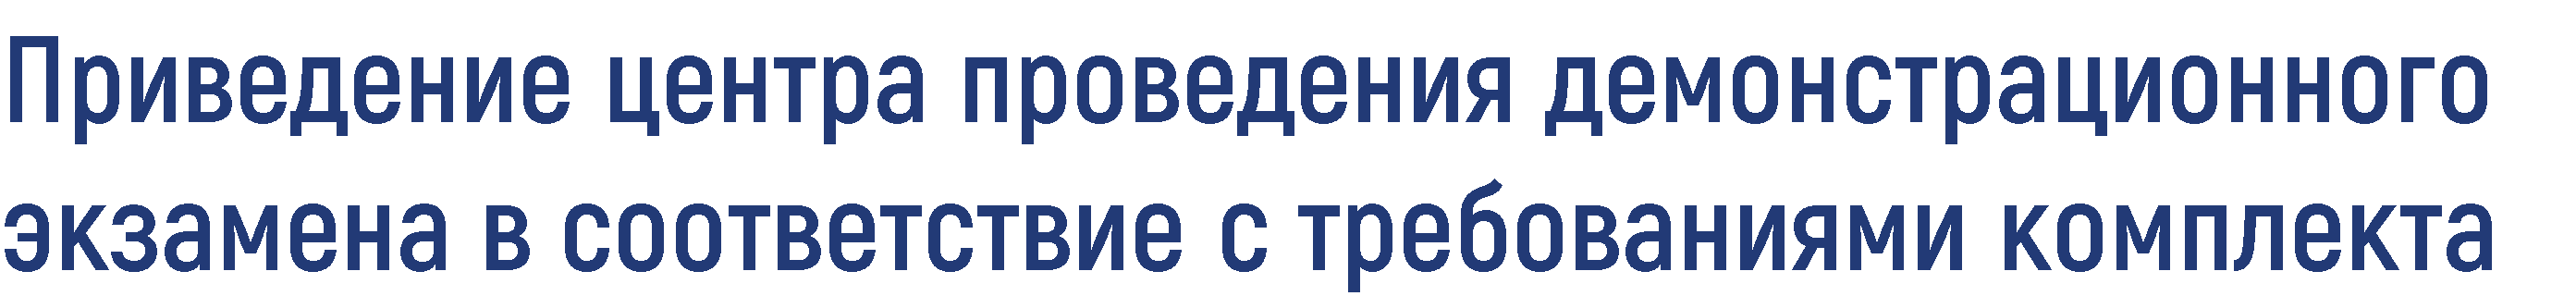 Приведение центра проведения демонстрационного
экзамена в соответствие с требованиями комплекта